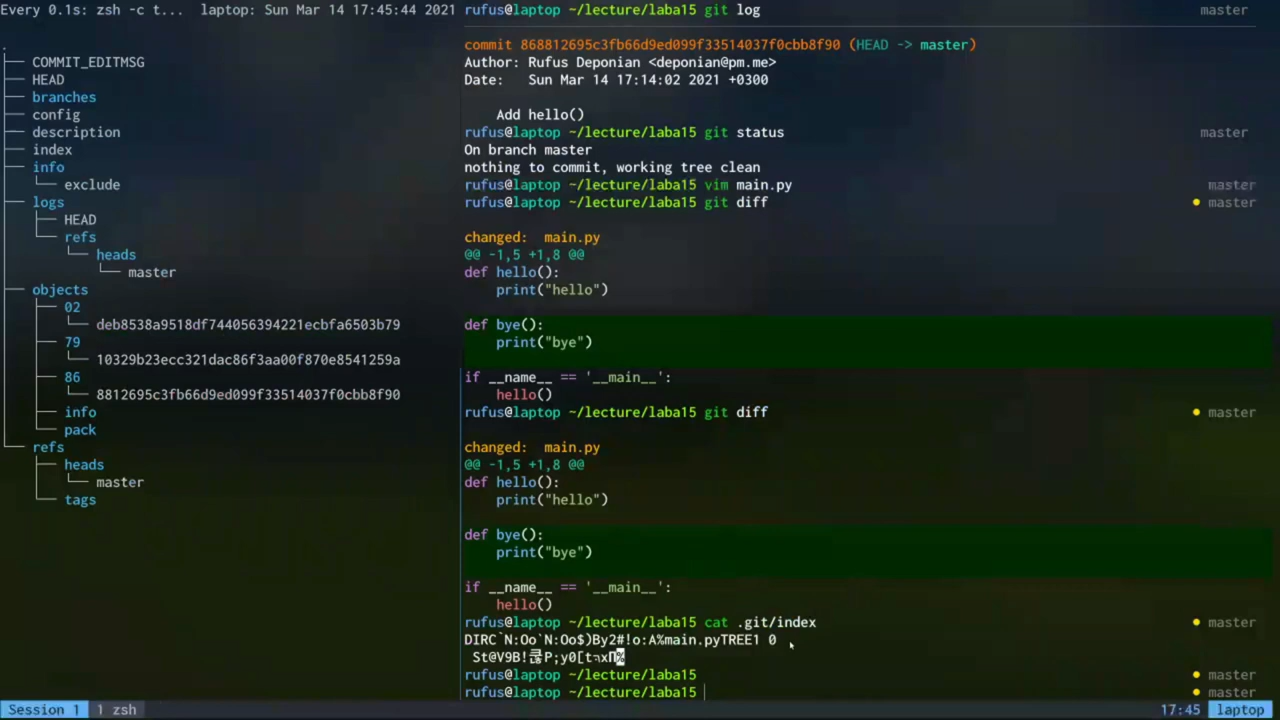 Every 0.1s: zsh -c t...  laptop: Sun Mar 14 17:45:44 2021
.
├── COMMIT_EDITMSG
├── HEAD
├── branches
├── config
├── description
├── index
├── info
│   └── exclude
├── logs
│   ├── HEAD
│   └── refs
│       └── heads
│           └── master
├── objects
│   ├── 02
│   │   └── deb8538a9518df744056394221ecbfa6503b79
│   ├── 79
│   │   └── 10329b23ecc321dac86f3aa00f870e8541259a
│   ├── 86
│   │   └── 8812695c3fb66d9ed099f33514037f0cbb8f90
│   ├── info
│   └── pack
└── refs
    ├── heads
    │   └── master
    └── tags
rufus@laptop ~/lecture/laba15 git log master
commit 868812695c3fb66d9ed099f33514037f0cbb8f90 (HEAD -> master)
Author: Rufus Deponian <deponian@pm.me>
Date:   Sun Mar 14 17:14:02 2021 +0300
    Add hello()
rufus@laptop ~/lecture/laba15 git status master
On branch master
nothing to commit, working tree clean
rufus@laptop ~/lecture/laba15 vim main.py master
rufus@laptop ~/lecture/laba15 git diff ● master
changed:  main.py
@@ -1,5 +1,8 @@
def hello():
    print("hello")
def bye():
    print("bye")
if __name__ == '__main__':
    hello()
rufus@laptop ~/lecture/laba15 git diff ● master
changed:  main.py
@@ -1,5 +1,8 @@
def hello():
    print("hello")
def bye():
    print("bye")
if __name__ == '__main__':
    hello()
rufus@laptop ~/lecture/laba15 cat .git/index ● master
DIRC`N:Oo`N:Oo$)By2#!o:A%main.pyTREE1 0
rufus@laptop ~/lecture/laba15 ● master
rufus@laptop ~/lecture/laba15 ● master
Session 1  1 zsh  17:45  laptop